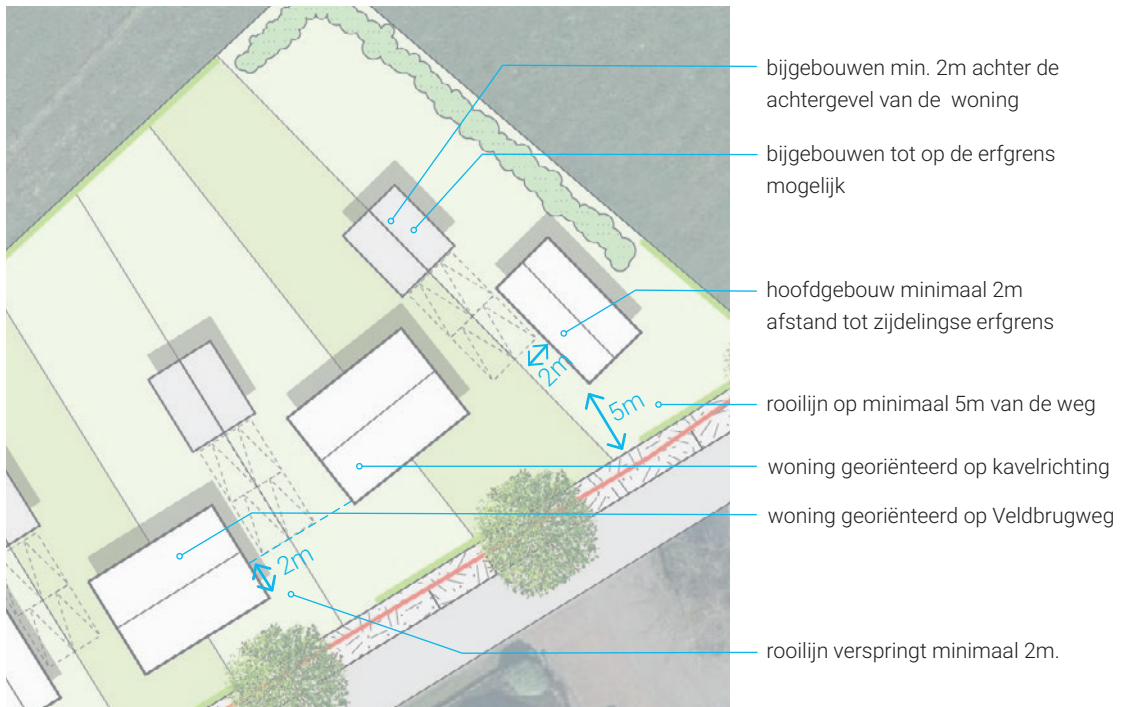 bijgebouwen min. 2m achter de
achtergevel van de woning
bijgebouwen tot op de erfgrens
mogelijk
hoofdgebouw minimaal 2m
afstand tot zijdelingse erfgrens
2m
5m
rooilijn op minimaal 5m van de weg
woning georiënteerd op kavelrichting
woning georiënteerd op Veldbrugweg
2m
rooilijn verspringt minimaal 2m.